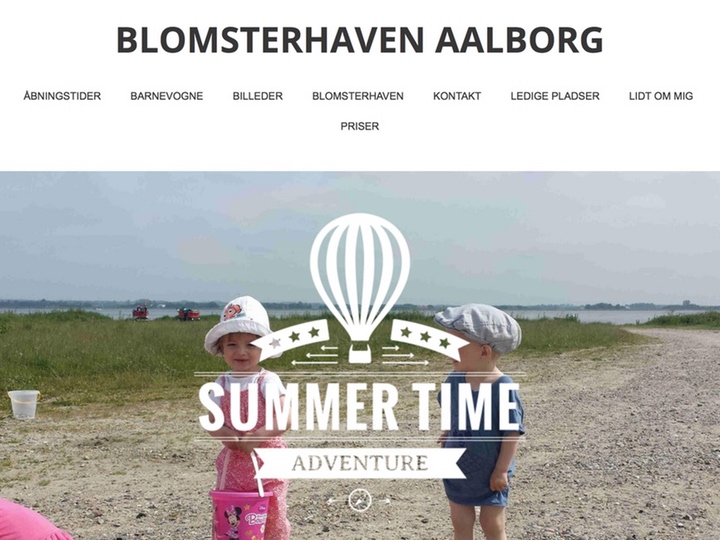 BLOMSTERHAVEN AALBORG
ÅBNINGSTIDER BARNEVOGNE BILLEDER BLOMSTERHAVEN KONTAKT LEDIGE PLADSER LIDT OM MIG
PRISER
SUMMER TIME
ADVENTURE